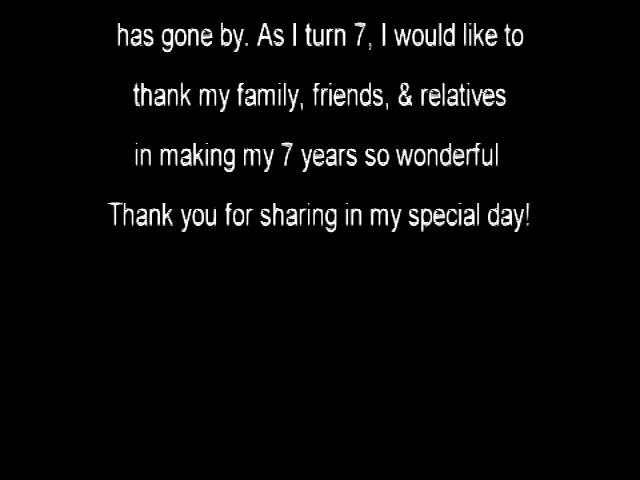 has gone by. As I turn 7, I would like to
thank my family, friends, & relatives
in making my 7 years so wonderful
Thank you for sharing in my special day!